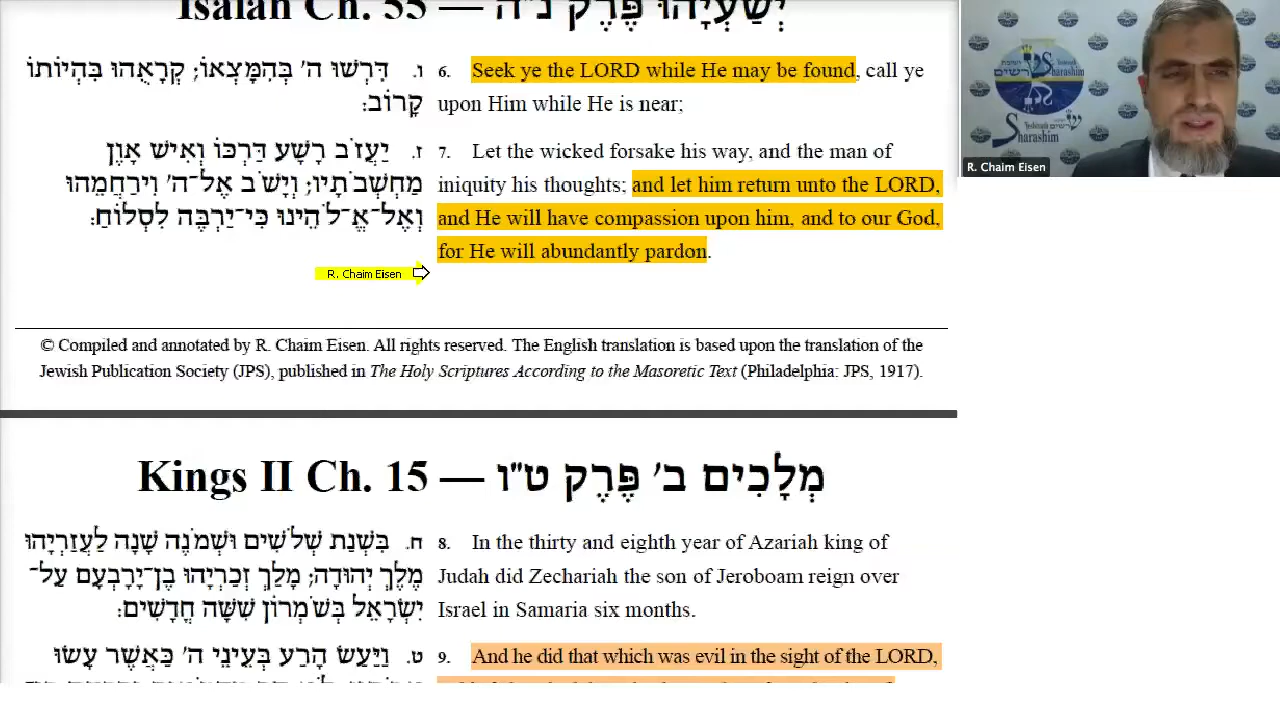 Isaiah Ch. 55 — יְשַׁעְיָהוּ פֶּרֶק נ"ה
ו. דִּרְשׁוּ ה' בְּהִמָּצְאוֹ; קְרָאֻהוּ בִּהְיוֹתוֹ
קָרוֹב:
6. Seek ye the LORD while He may be found, call ye
upon Him while He is near;
ז. יַעֲזֹב רָשָׁע דַּרְכּוֹ וְאִישׁ אָוֶן
מַחְשְׁבֹתָיו; וְיָשֹׁב אֶל־ה' וִירַחֲמֵהוּ
וְאֶל־אֱ־לֹהֵינוּ כִּי־יַרְבֶּה לִסְלוֹחַ:
7. Let the wicked forsake his way, and the man of
iniquity his thoughts; and let him return unto the LORD,
and He will have compassion upon him, and to our God,
for He will abundantly pardon.
R. Chaim Eisen
© Compiled and annotated by R. Chaim Eisen. All rights reserved. The English translation is based upon the translation of the
Jewish Publication Society (JPS), published in The Holy Scriptures According to the Masoretic Text (Philadelphia: JPS, 1917).
Kings II Ch. 15 — מְלָכִים ב' פֶּרֶק ט"ו
ח. בִּשְׁנַת שְׁלֹשִׁים וּשְׁמֹנֶה שָׁנָה לַעֲזַרְיָהוּ
מֶלֶךְ יְהוּדָה; מָלַךְ זְכַרְיָהוּ בֶן־יָרָבְעָם עַל־
יִשְׂרָאֵל בְּשֹׁמְרוֹן שִׁשָּׁה חֳדָשִׁים:
8. In the thirty and eighth year of Azariah king of
Judah did Zechariah the son of Jeroboam reign over
Israel in Samaria six months.
ט. וַיַּעַשׂ הָרַע בְּעֵינֵי ה' כַּאֲשֶׁר עָשׂוּ
9. And he did that which was evil in the sight of the LORD,
Yeshivath
Sharashim
שרשים
R. Chaim Eisen